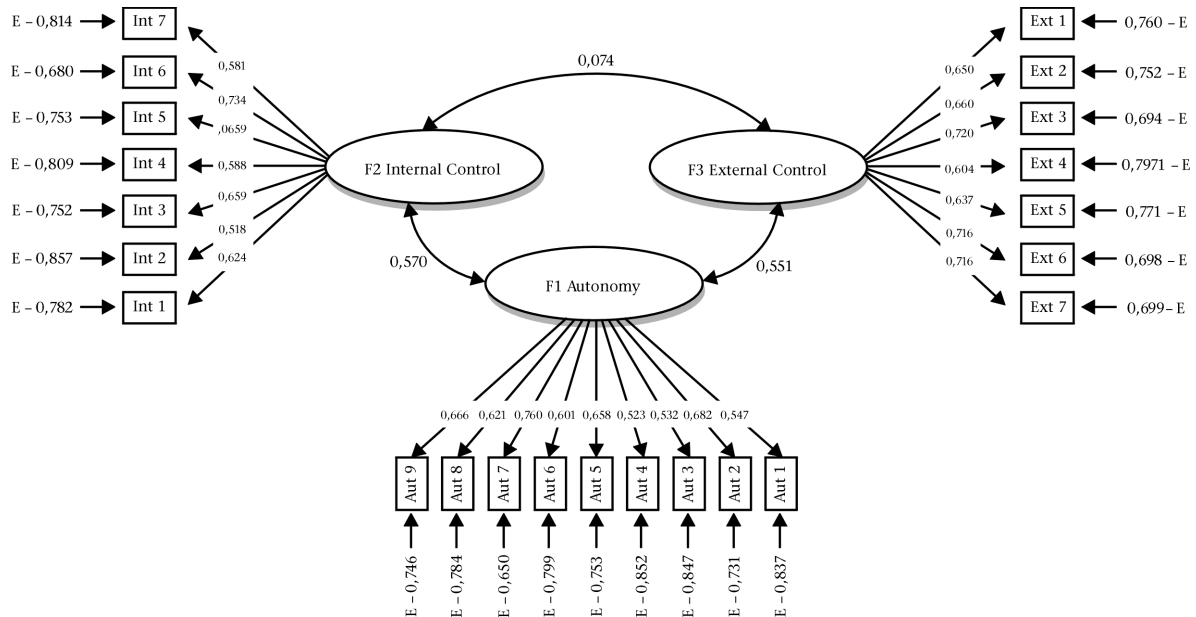 E – 0,814 Int 7
E – 0,680 Int 6
E – 0,753 Int 5
E – 0,809 Int 4
E – 0,752 Int 3
E – 0,857 Int 2
E – 0,782 Int 1
0,581
0,734
,0659
0,588
0,659
0,518
0,624
F2 Internal Control
0,074
F3 External Control
0,570
0,551
F1 Autonomy
0,650
0,660
0,720
0,604
0,637
0,716
0,716
Ext 1 0,760 – E
Ext 2 0,752 – E
Ext 3 0,694 – E
Ext 4 0,7971 – E
Ext 5 0,771 – E
Ext 6 0,698 – E
Ext 7 0,699– E
0,666 0,621 0,760 0,601 0,658 0,523 0,532 0,682 0,547
Aut 9
Aut 8
Aut 7
Aut 6
Aut 5
Aut 4
Aut 3
Aut 2
Aut 1
E – 0,746
E – 0,784
E – 0,650
E – 0,799
E – 0,753
E – 0,852
E – 0,847
E – 0,731
E – 0,837